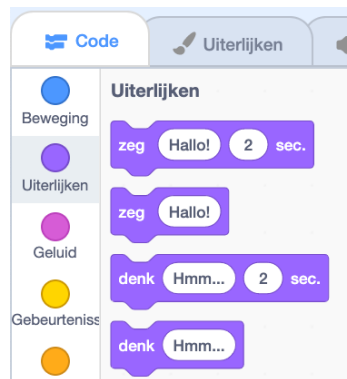 Code
Uiterlijken
Beweging
Uiterlijken
Geluid
Gebeurteniss
Uiterlijken
zeg Hallo! 2 sec.
zeg Hallo!
denk Hmm... 2 sec.
denk Hmm...